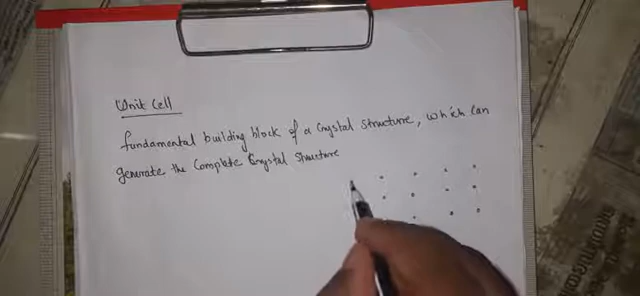 Unit Cell
fundamental building block of a Crystal Structure, which can
generate the Complete Crystal Structure